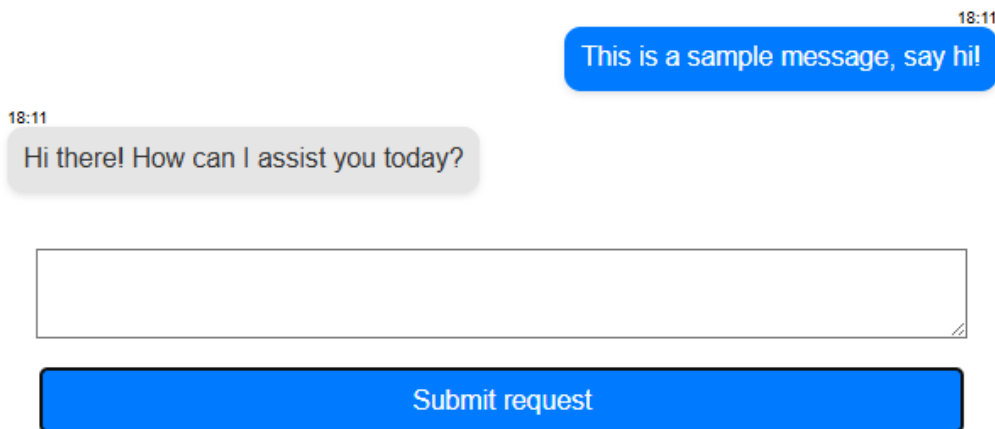 18:11
This is a sample message, say hi!
18:11
Hi there! How can I assist you today?
Submit request